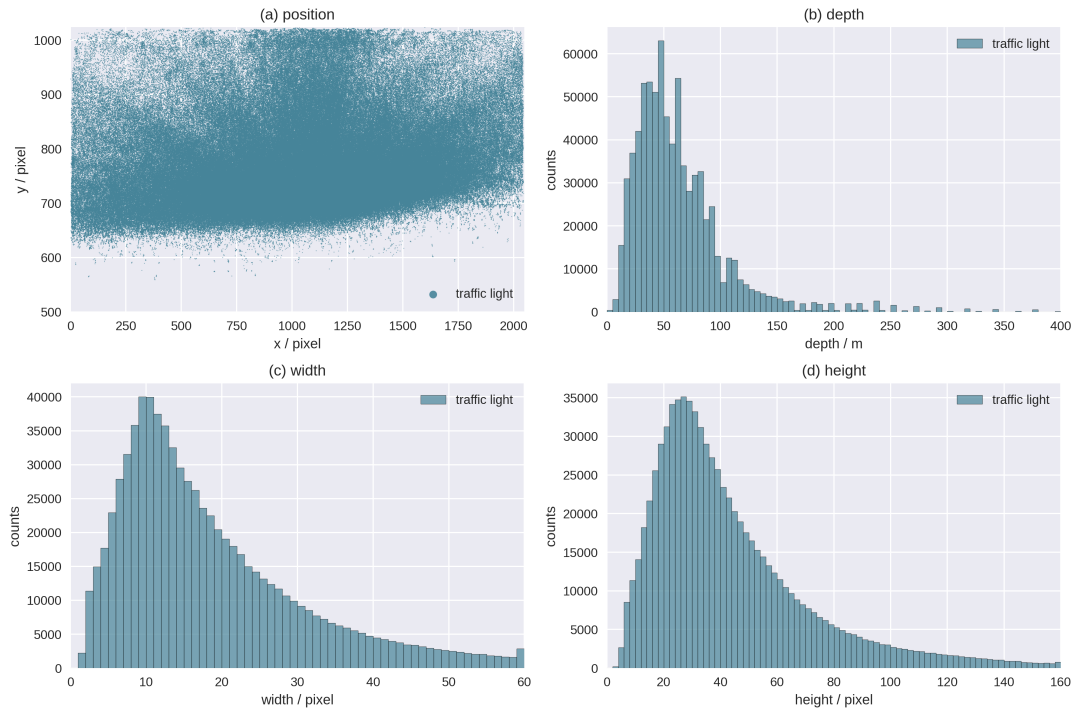 (a) position
1000
900
800
700
600
500
y / pixel
traffic light
0 250 500 750 1000 1250 1500 1750 2000
x / pixel
(b) depth
60000
50000
40000
30000
20000
10000
0
counts
traffic light
0 50 100 150 200 250 300 350 400
depth / m
(c) width
40000
35000
30000
25000
20000
15000
10000
5000
0
counts
traffic light
0 10 20 30 40 50 60
width / pixel
(d) height
35000
30000
25000
20000
15000
10000
5000
0
counts
traffic light
0 20 40 60 80 100 120 140 160
height / pixel